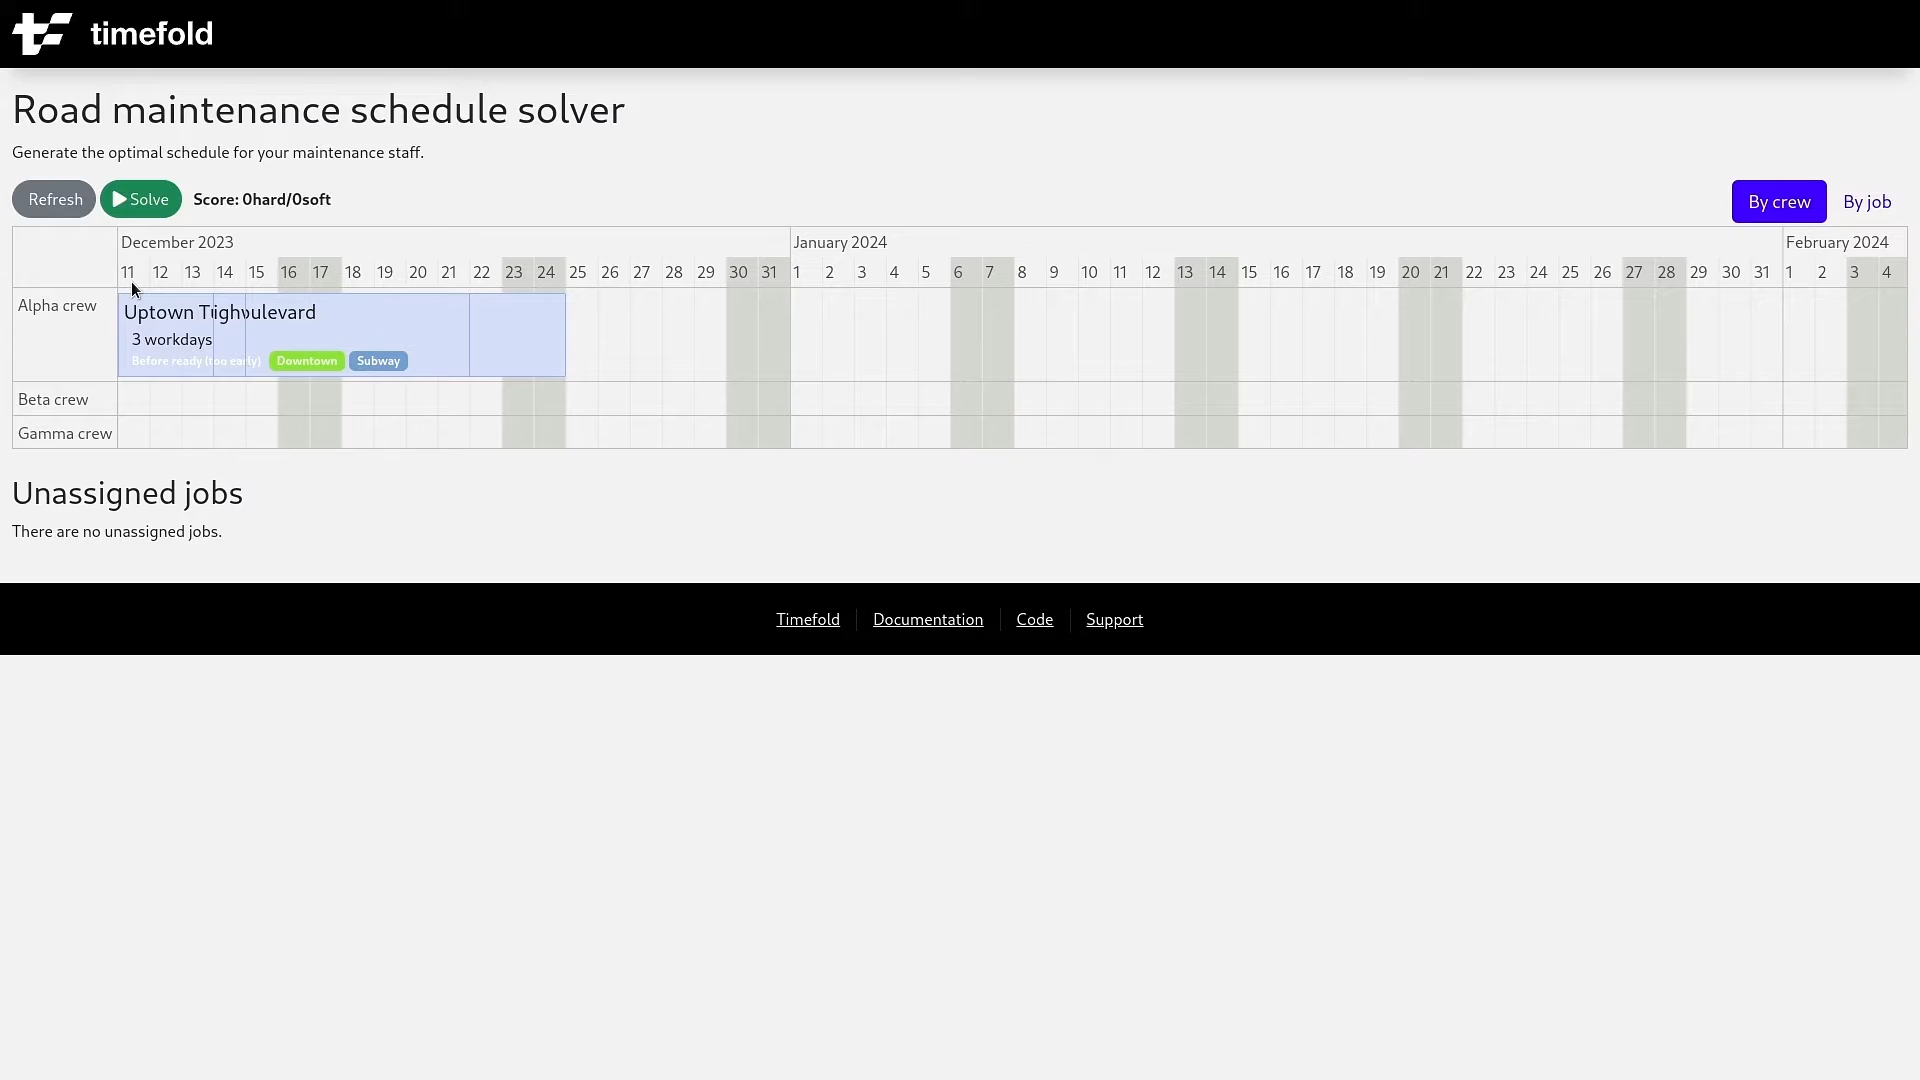 timefold
Road maintenance schedule solver
Generate the optimal schedule for your maintenance staff.
Refresh
Solve
Score: 0hard/0soft
By crew
By job
December 2023
January 2024
February 2024
11 12 13 14 15 16 17 18 19 20 21 22 23 24 25 26 27 28 29 30 31 1 2 3 4 5 6 7 8 9 10 11 12 13 14 15 16 17 18 19 20 21 22 23 24 25 26 27 28 29 30 31 1 2 3 4
Alpha crew
Uptown
3 workdays
Before ready (too early)
Downtown
Subway
Beta crew
Gamma crew
Unassigned jobs
There are no unassigned jobs.
Timefold
Documentation
Code
Support